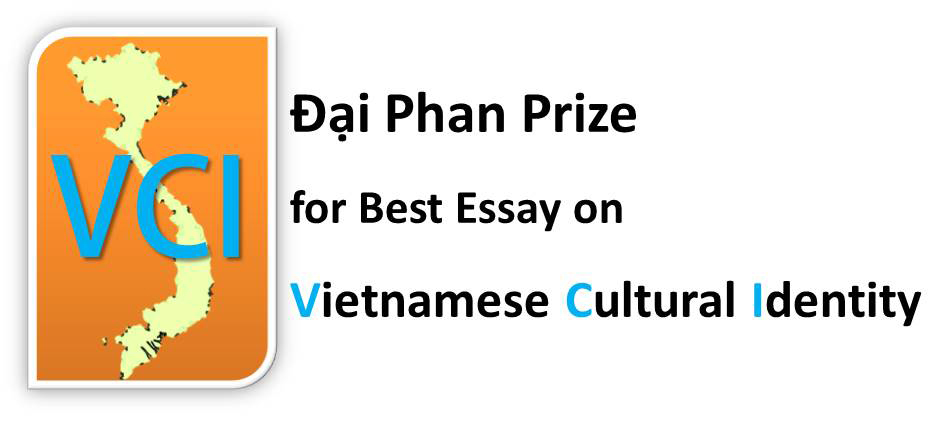 VCI
Đại Phan Prize
for Best Essay on
Vietnamese Cultural Identity